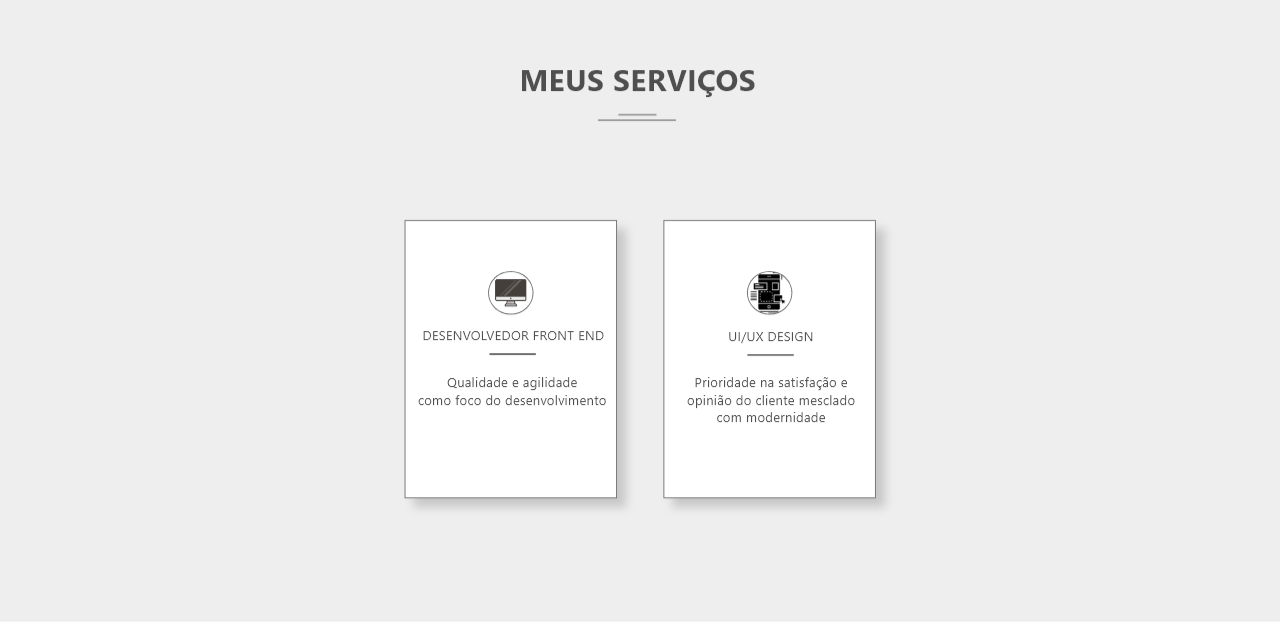 MEUS SERVIÇOS
DESENVOLVEDOR FRONT END
Qualidade e agilidade
como foco do desenvolvimento
UI/UX DESIGN
Prioridade na satisfação e
opinião do cliente mesclado
com modernidade